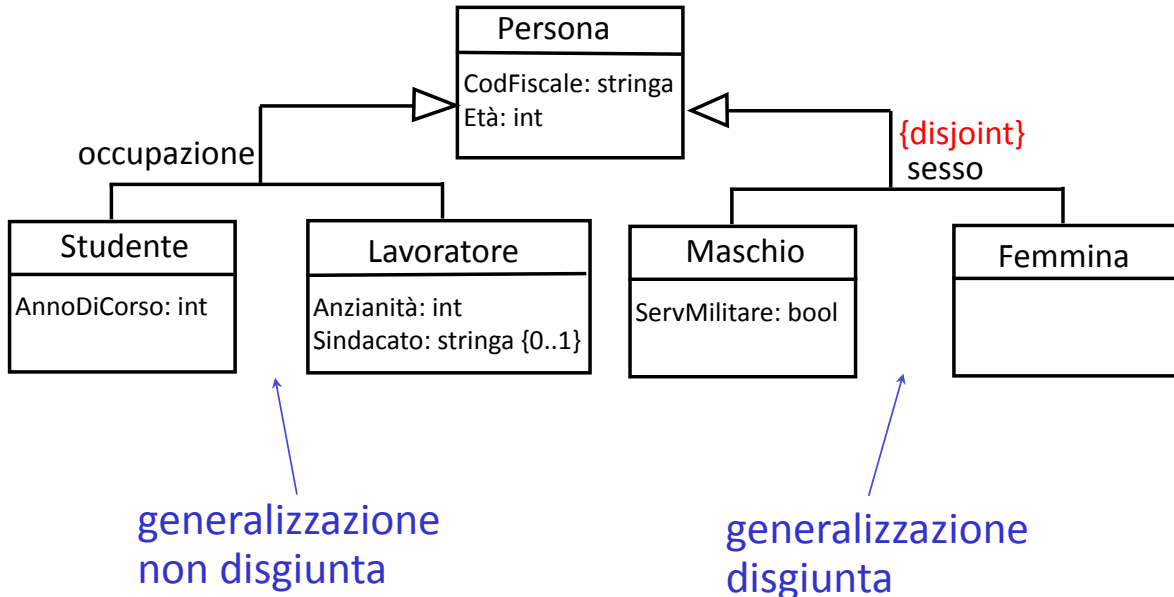 Persona
CodFiscale: stringa
Età: int
occupazione
{disjoint}
sesso
Studente
AnnoDiCorso: int
Lavoratore
Anzianità: int
Sindacato: stringa {0..1}
Maschio
ServMilitare: bool
Femmina
generalizzazione
non disgiunta
generalizzazione
disgiunta